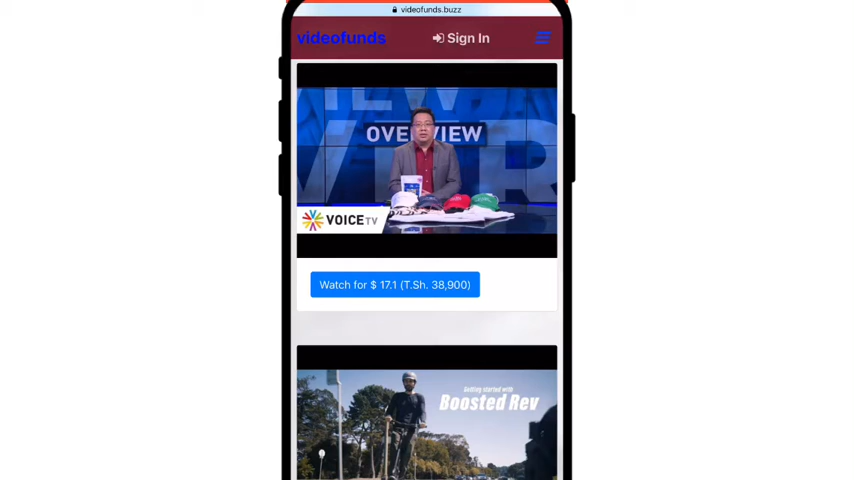 videofunds.buzz
videofunds
Sign In
OVERVIEW
VOICE TV
Watch for $ 17.1 (T.Sh. 38,900)
Getting started with
Boosted Rev